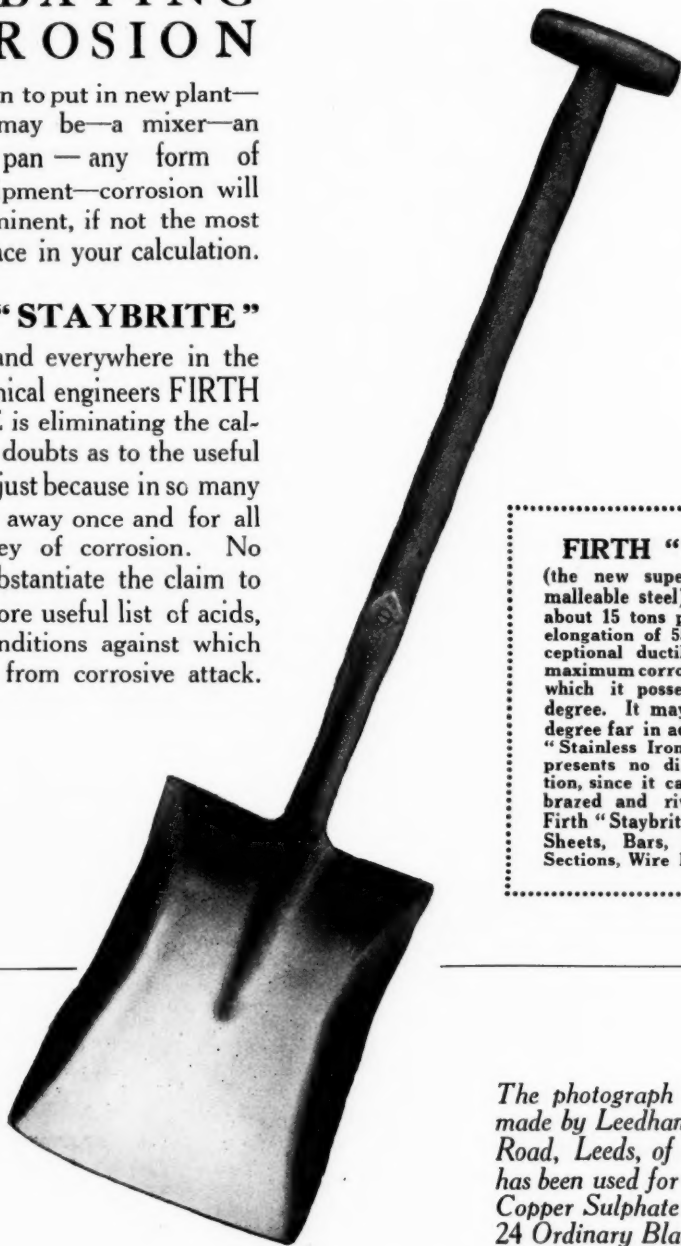 ROSION
n to put in new plant—
may be—a mixer—an
pan — any form of
pment—corrosion will
minent, if not the most
ace in your calculation.
"STAYBRITE"
and everywhere in the
nical engineers FIRTH
is eliminating the cal-
doubts as to the useful
just because in so many
away once and for all
ey of corrosion. No
bstantiate the claim to
ore useful list of acids,
nditions against which
from corrosive attack.
FIRTH "
(the new supe
malleable steel)
about 15 tons p
elongation of 5
ceptional ductil
maximum corro
which it posse
degree. It may
degree far in ad
"Stainless Iron
presents no di
tion, since it ca
brazed and riv
Firth "Staybrit
Sheets, Bars,
Sections, Wire
The photograph
made by Leedhan
Road, Leeds, of
has been used for
Copper Sulphate
24 Ordinary Bla